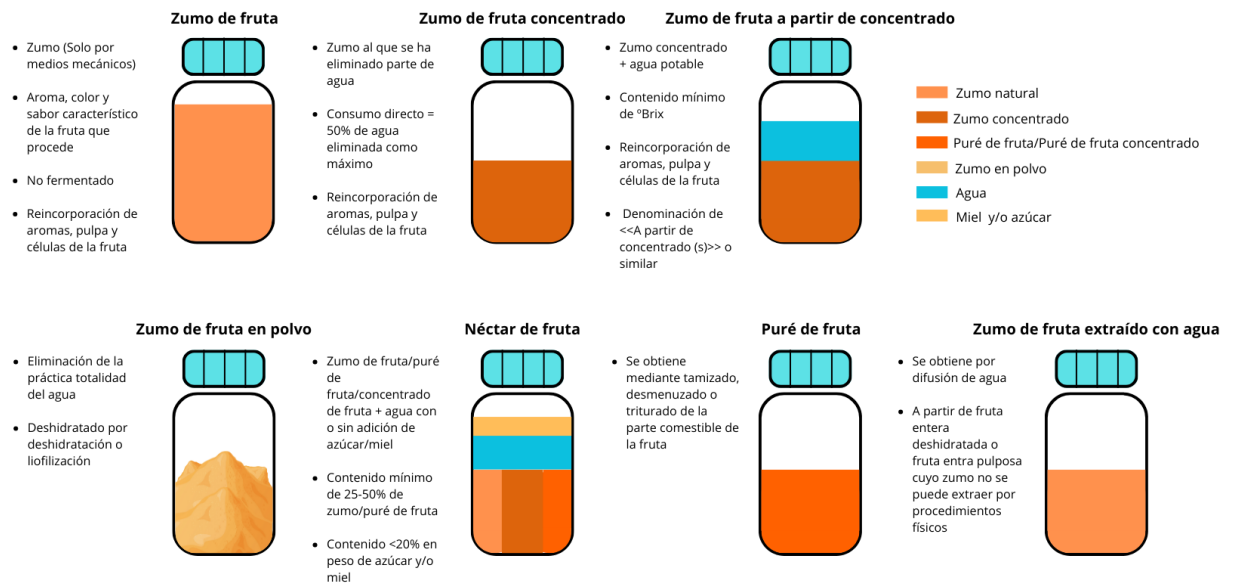 Zumo de fruta
• Zumo (Solo por
medios mecánicos)
• Aroma, color y
sabor característico
de la fruta que
procede
• No fermentado
• Reincorporación de
aromas, pulpa y
células de la fruta
Zumo de fruta concentrado
• Zumo al que se ha
eliminado parte de
agua
• Consumo directo =
50% de agua
eliminada como
máximo
• Reincorporación de
aromas, pulpa y
células de la fruta
Zumo de fruta a partir de concentrado
• Zumo concentrado
+ agua potable
• Contenido mínimo
de ºBrix
• Reincorporación de
aromas, pulpa y
células de la fruta
• Denominación de
<<A partir de
concentrado (s)>> o
similar
Zumo natural
Zumo concentrado
Puré de fruta/Puré de fruta concentrado
Zumo en polvo
Agua
Miel y/o azúcar
Zumo de fruta en polvo
• Eliminación de la
práctica totalidad
del agua
• Deshidratado por
deshidratación o
liofilización
Néctar de fruta
• Zumo de fruta/puré
de
fruta/concentrado
de fruta + agua con
o sin adición de
azúcar/miel
• Contenido mínimo
de 25-50% de
zumo/puré de fruta
• Contenido <20% en
peso de azúcar y/o
miel
Puré de fruta
• Se obtiene
mediante tamizado,
desmenuzado o
triturado de la
parte comestible de
la fruta
Zumo de fruta extraído con agua
• Se obtiene por
difusión de agua
• A partir de fruta
entera
deshidratada o
fruta entra pulposa
cuyo zumo no se
puede extraer por
procedimientos
físicos